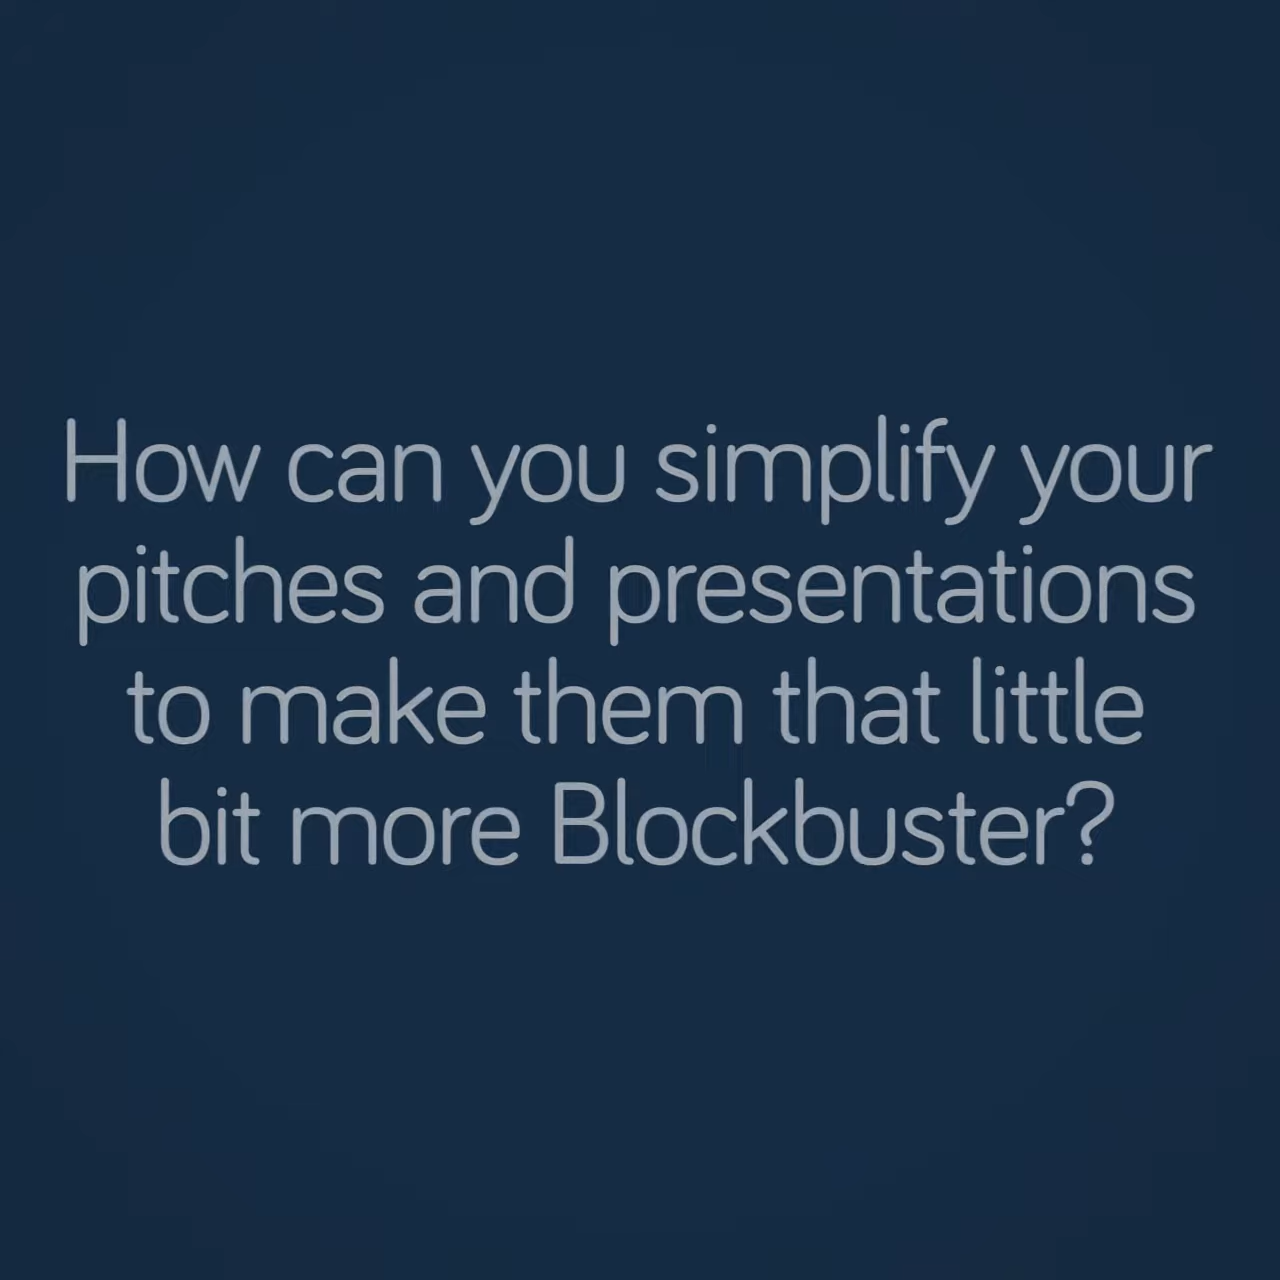 How can you simplify your
pitches and presentations
to make them that little
bit more Blockbuster?